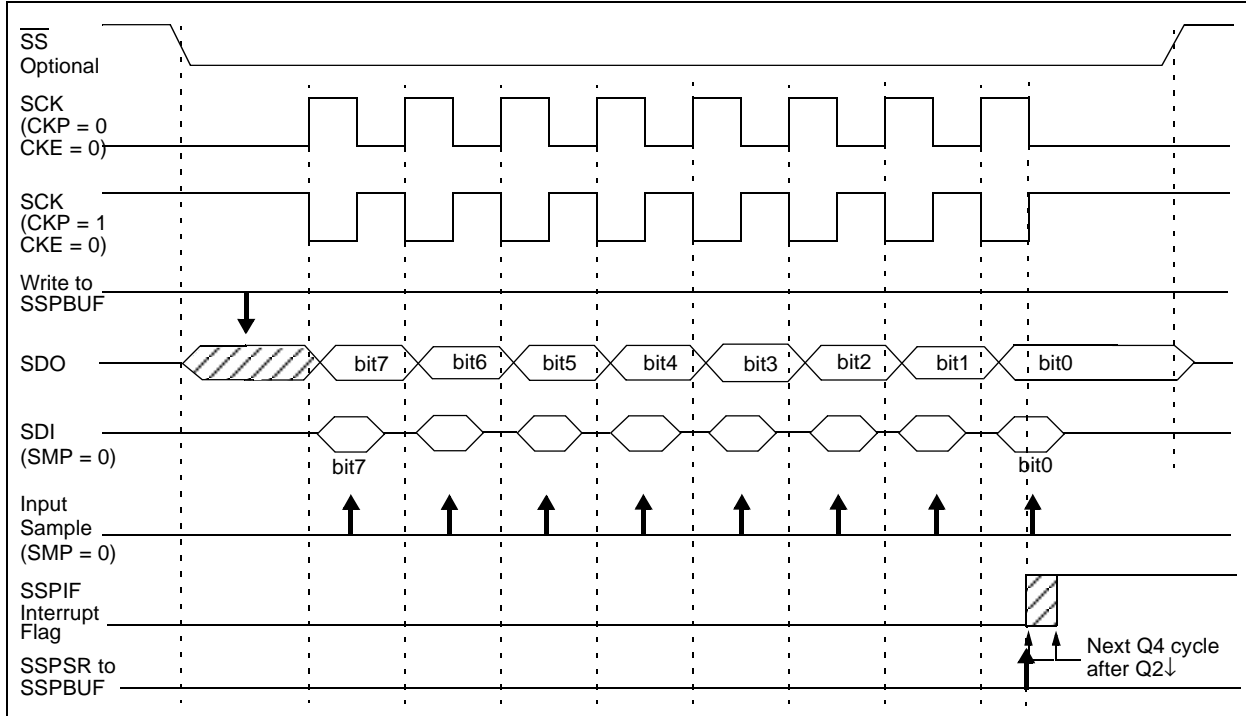 SS
Optional
SCK
(CKP = 0
CKE = 0)
SCK
(CKP = 1
CKE = 0)
Write to
SSPBUF
SDO
bit7 bit6 bit5 bit4 bit3 bit2 bit1 bit0
SDI
(SMP = 0)
bit7 bit0
Input
Sample
(SMP = 0)
SSPIF
Interrupt
Flag
Next Q4 cycle
after Q2↓
SSPSR to
SSPBUF